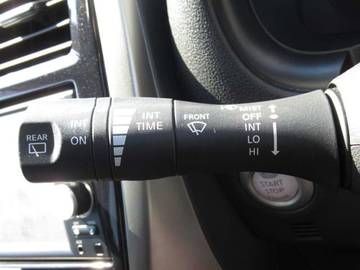 REAR
INT
ON
INT
TIME
FRONT
MIST
OFF
INT
LO
HI
START
STOP